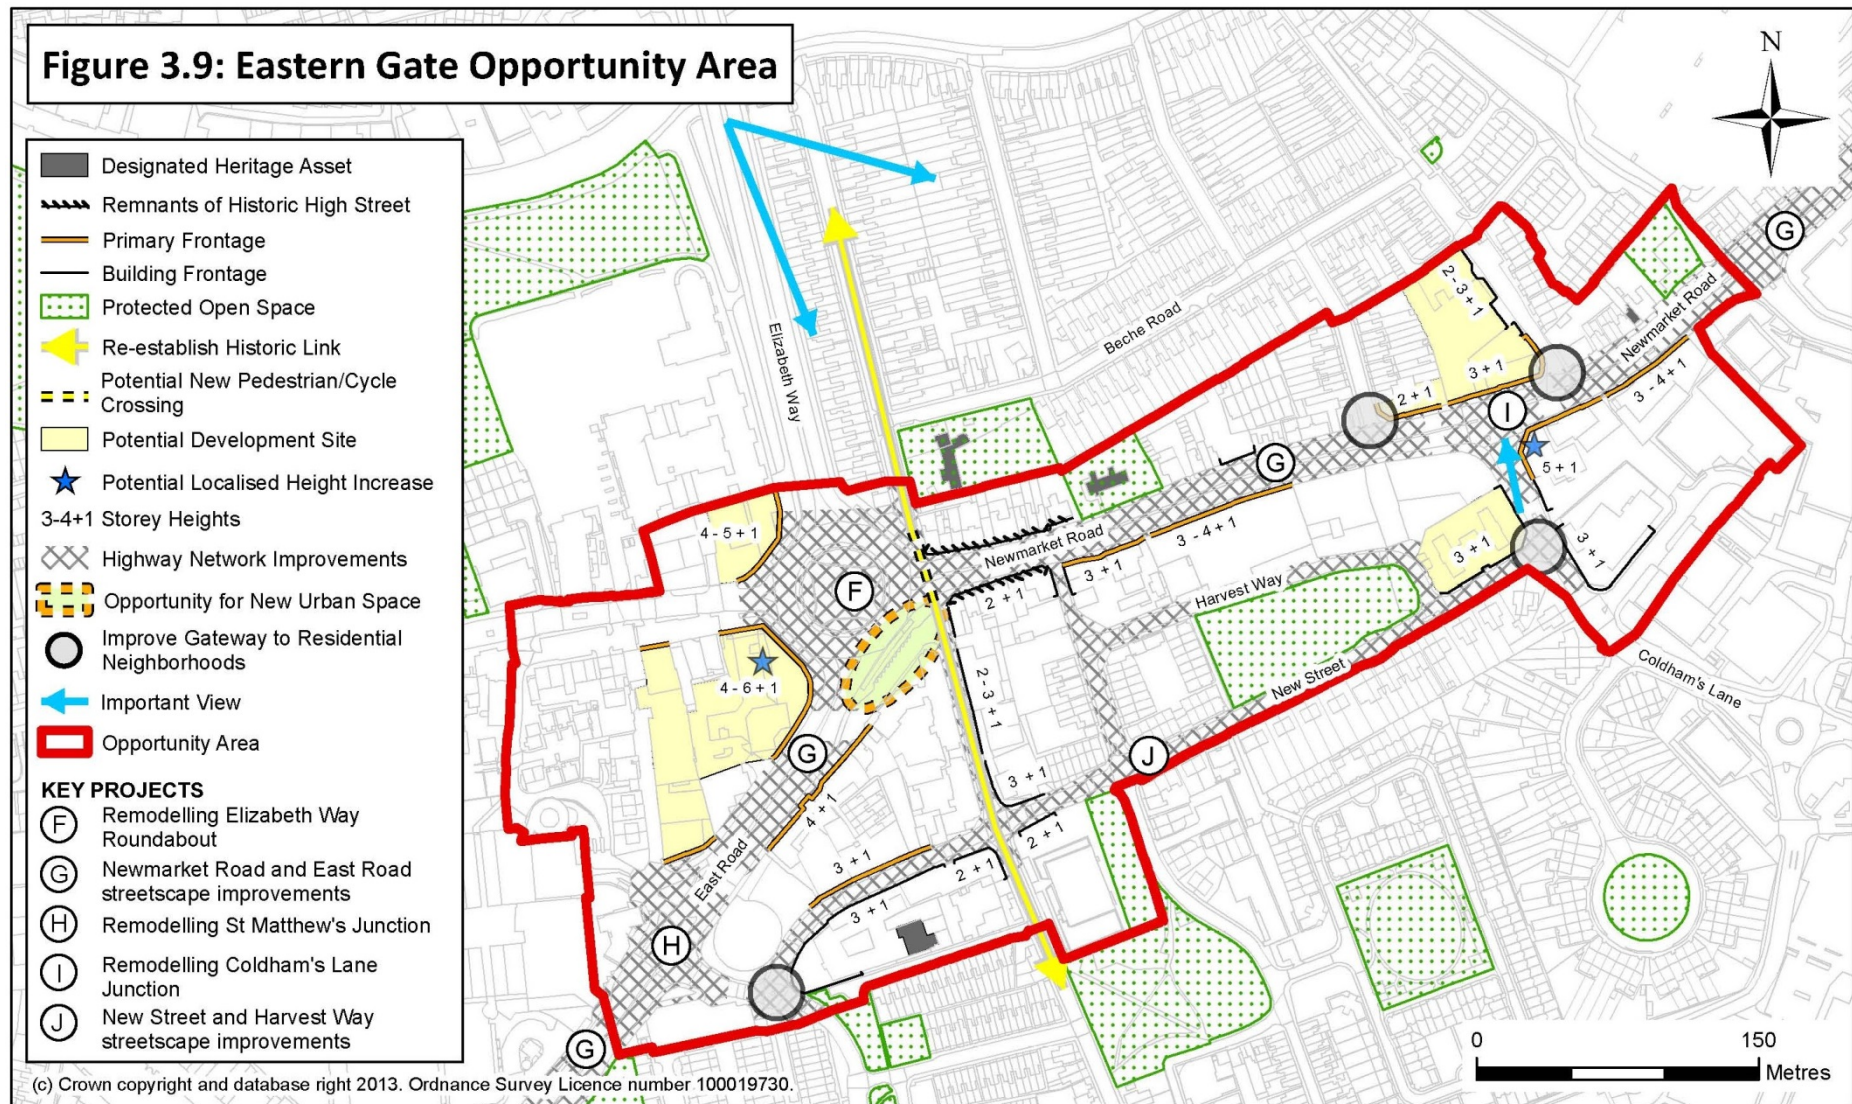 Figure 3.9: Eastern Gate Opportunity Area
N
Designated Heritage Asset
Remnants of Historic High Street
Primary Frontage
Building Frontage
Protected Open Space
Re-establish Historic Link
Potential New Pedestrian/Cycle
Crossing
Potential Development Site
Potential Localised Height Increase
3-4+1 Storey Heights
Highway Network Improvements
Opportunity for New Urban Space
Improve Gateway to Residential
Neighborhoods
Important View
Opportunity Area
KEY PROJECTS
F Remodelling Elizabeth Way
Roundabout
G Newmarket Road and East Road
streetscape improvements
H Remodelling St Matthew's Junction
I Remodelling Coldham's Lane
Junction
J New Street and Harvest Way
streetscape improvements
(c) Crown copyright and database right 2013. Ordnance Survey Licence number 100019730.
G
2 - 3 + 1
Newmarket Road
Beche Road
Elizabeth Way
3 + 1
3 - 4 + 1
2 + 1
I
G
5 + 1
4 - 5 + 1
3 - 4 + 1
Newmarket Road
3 + 1
3 + 1
3 + 1
F
2 + 1
Harvest Way
4 - 6 + 1
2 - 3 + 1
New Street
Coldham's Lane
G
J
3 + 1
4 + 1
2 + 1
East Road
3 + 1
2 + 1
3 + 1
H
G
0 150
Metres